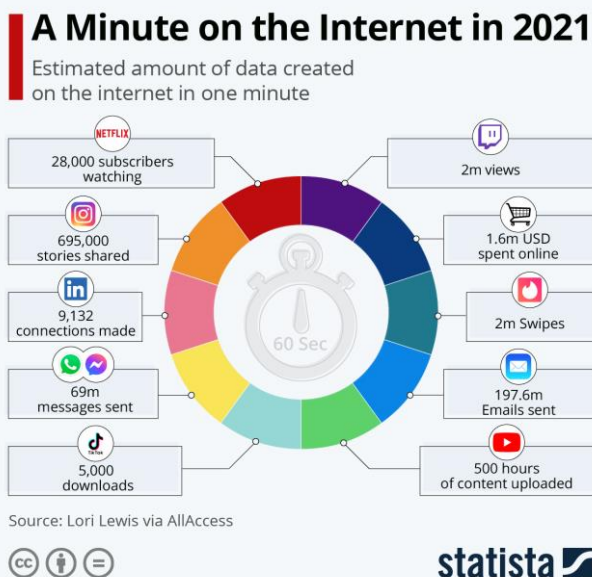 A Minute on the Internet in 2021
Estimated amount of data created
on the internet in one minute
NETFLIX
28,000 subscribers
watching
2m views
695,000
stories shared
1.6m USD
spent online
in
9,132
connections made
2m Swipes
60 Sec
69m
messages sent
197.6m
Emails sent
TikTok
5,000
downloads
500 hours
of content uploaded
Source: Lori Lewis via AllAccess
cc
statista